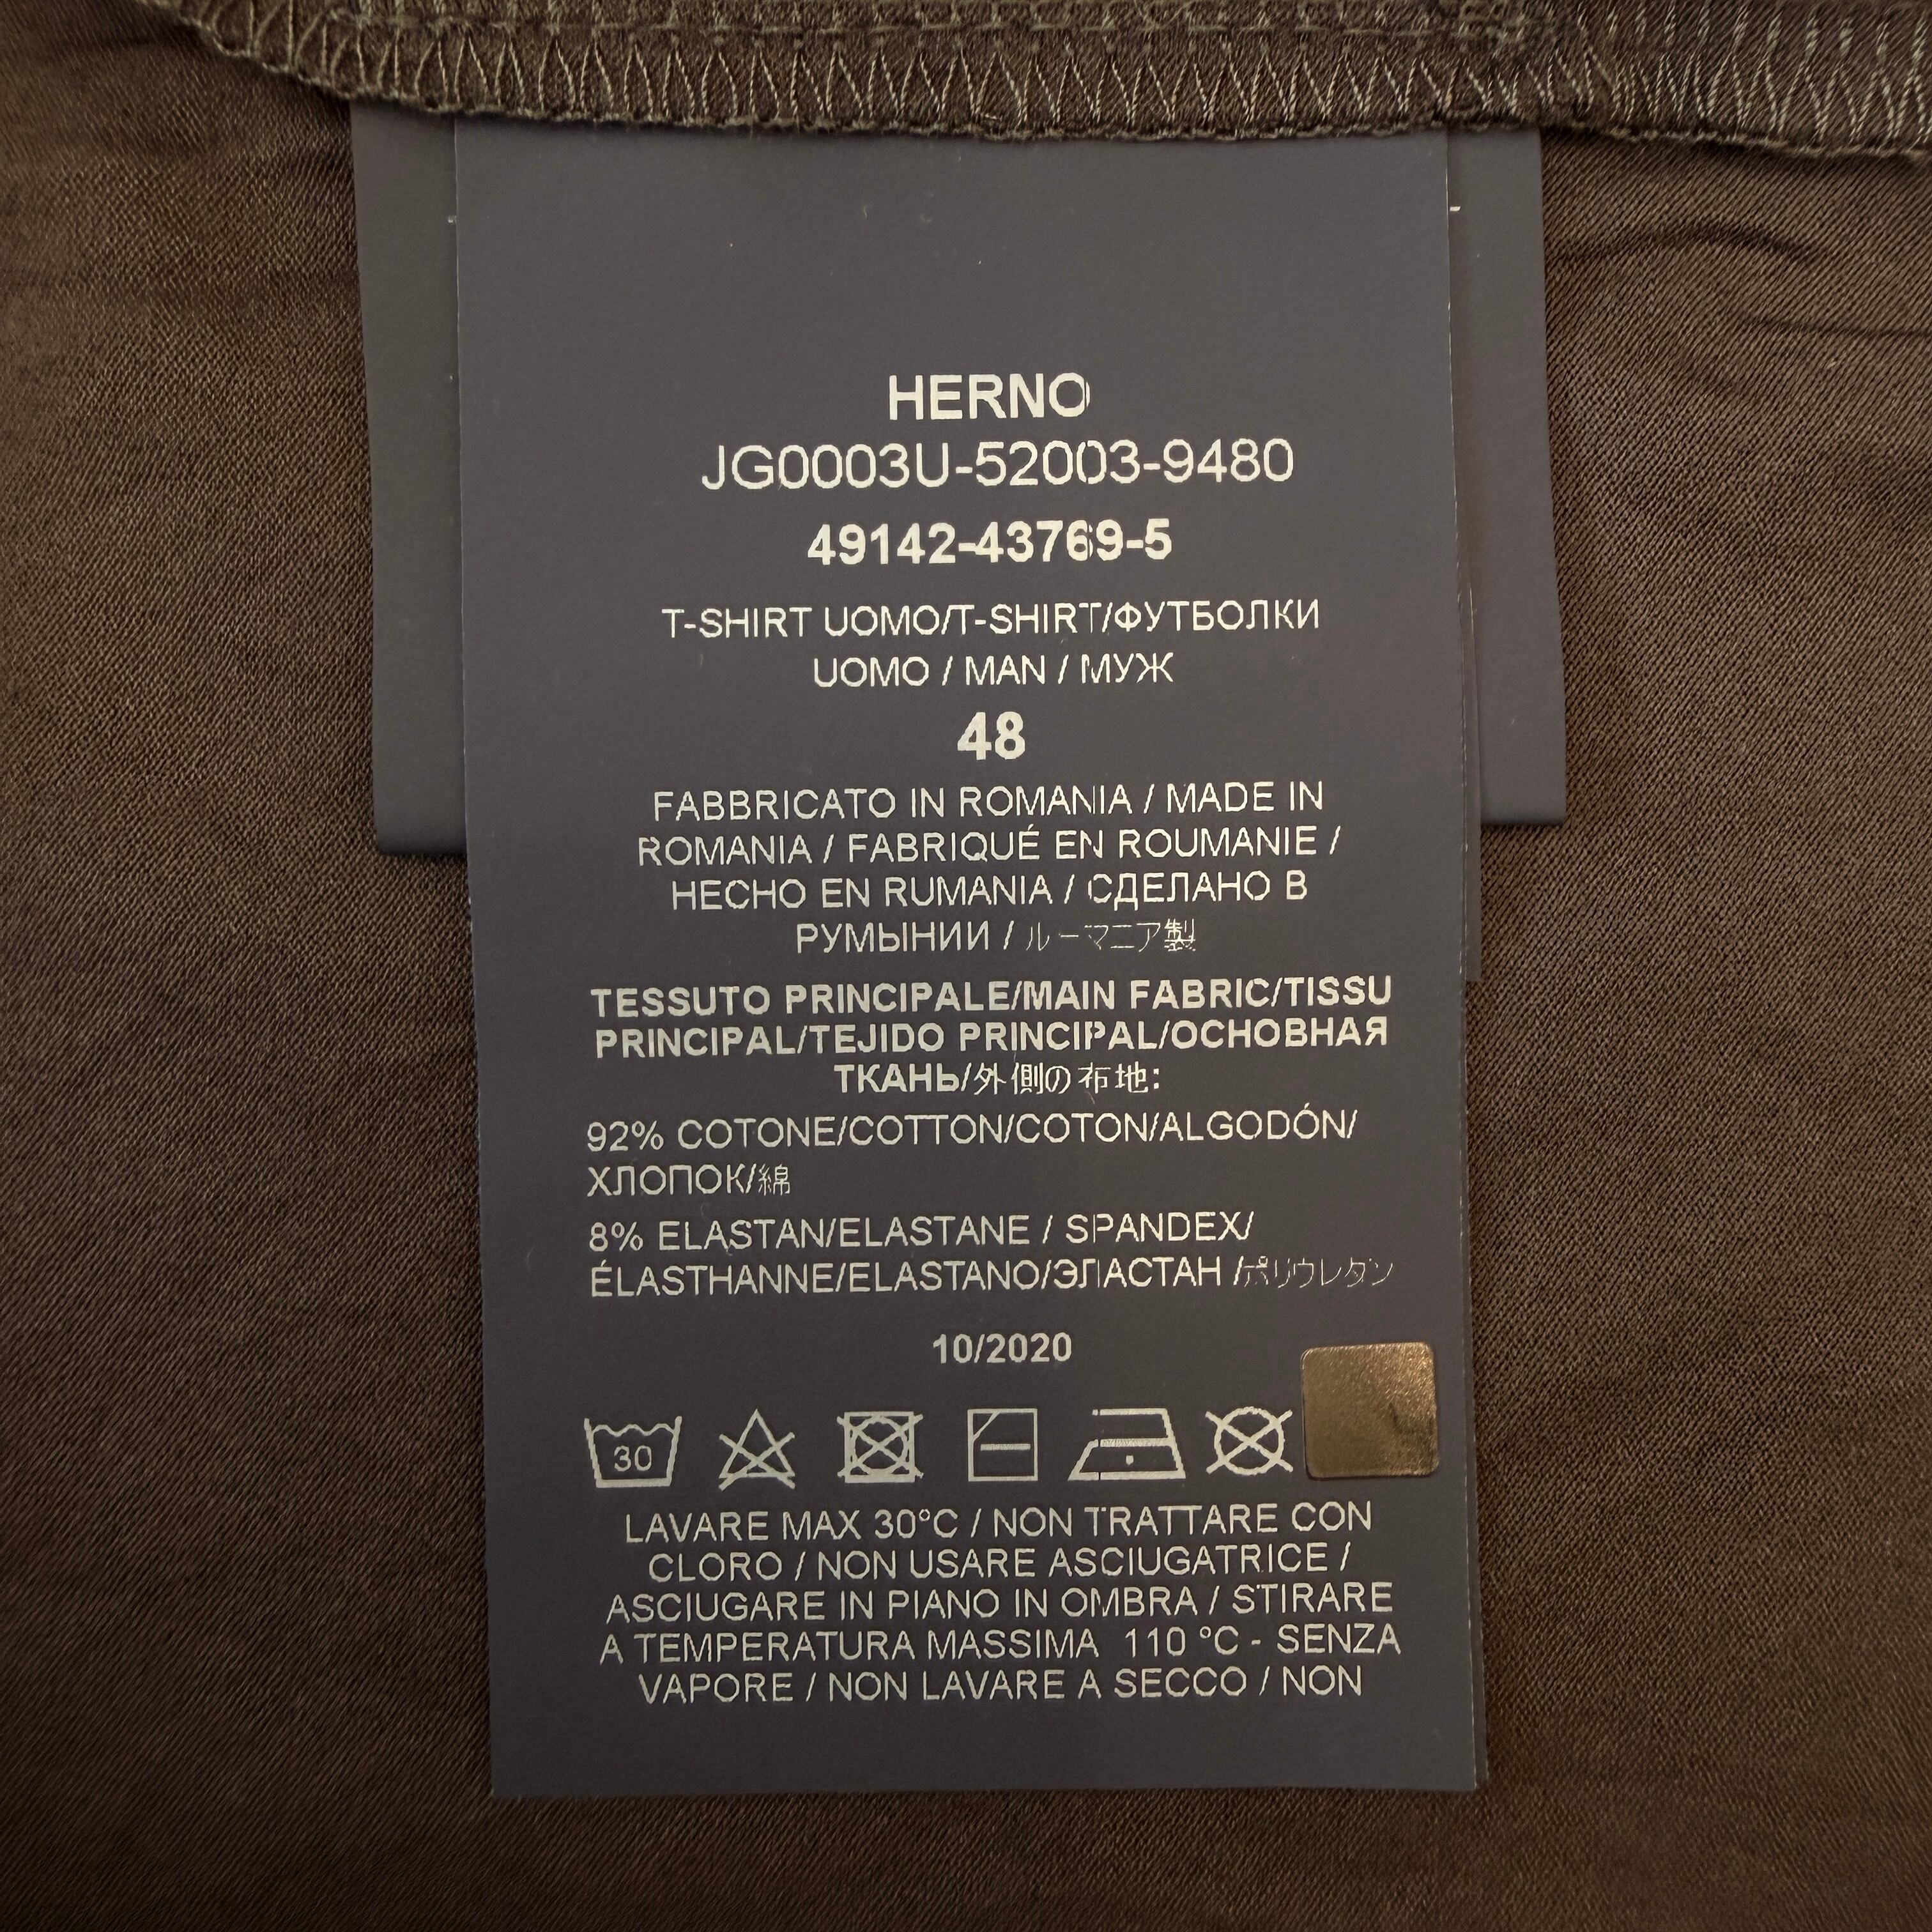 HERNO
JG0003U-52003-9480
49142-43769-5
T-SHIRT UOMO/T-SHIRT/ФУТБОЛКИ
UOMO / MAN / МУЖ
48
FABBRICATO IN ROMANIA / MADE IN
ROMANIA / FABRIQUÉ EN ROUMANIE /
HECHO EN RUMANIA / СДЕЛАНО В
РУМЫНИИ / ルーマニア製
TESSUTO PRINCIPALE/MAIN FABRIC/TISSU
PRINCIPAL/TEJIDO PRINCIPAL/ОСНОВНАЯ
ТКАНЬ/外側の布地:
92% COTONE/COTTON/COTON/ALGODÓN/
ХЛОПОК/綿
8% ELASTAN/ELASTANE / SPANDEX/
ÉLASTHANNE/ELASTANO/ЭЛАСТАН /ポリウレタン
10/2020
30
LAVARE MAX 30°C / NON TRATTARE CON
CLORO / NON USARE ASCIUGATRICE /
ASCIUGARE IN PIANO IN OMBRA / STIRARE
A TEMPERATURA MASSIMA 110 °C - SENZA
VAPORE / NON LAVARE A SECCO / NON